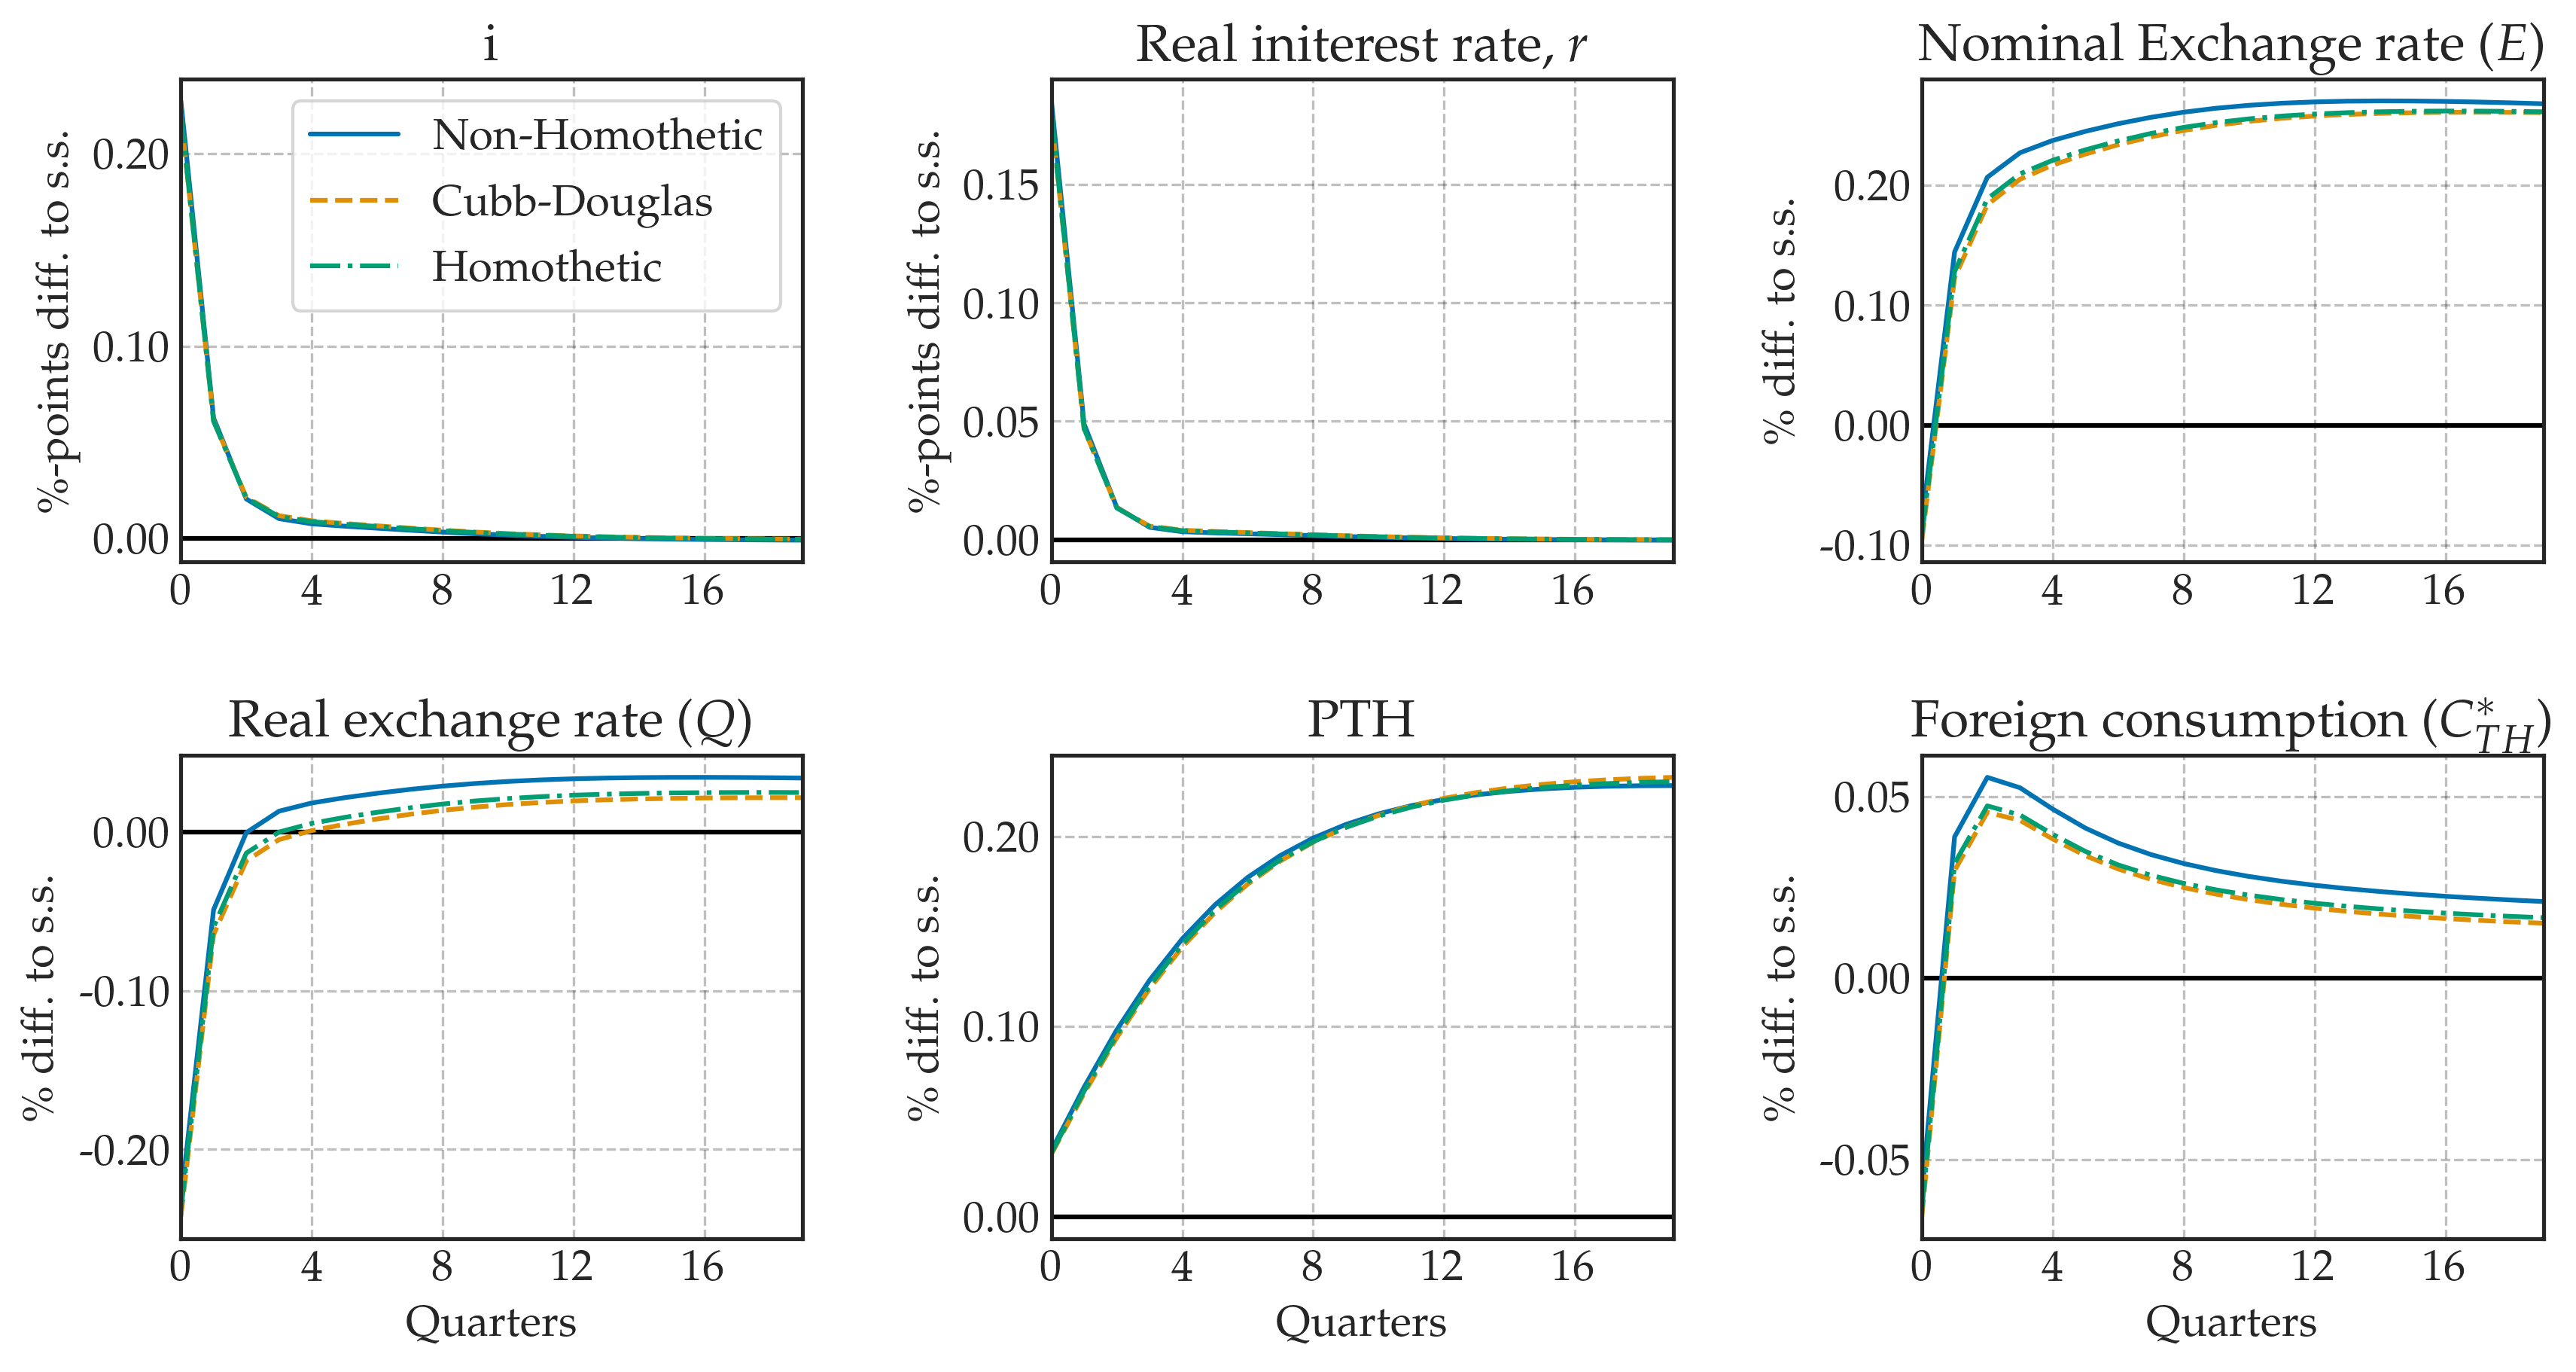 i
%-points diff. to s.s.
0.20
0.10
0.00
0 4 8 12 16
Non-Homothetic
Cubb-Douglas
Homothetic
Real initerest rate, r
%-points diff. to s.s.
0.15
0.10
0.05
0.00
0 4 8 12 16
Nominal Exchange rate (E)
% diff. to s.s.
0.20
0.10
0.00
-0.10
0 4 8 12 16
Real exchange rate (Q)
% diff. to s.s.
0.00
-0.10
-0.20
0 4 8 12 16
Quarters
PTH
% diff. to s.s.
0.20
0.10
0.00
0 4 8 12 16
Quarters
Foreign consumption (C*TH)
% diff. to s.s.
0.05
0.00
-0.05
0 4 8 12 16
Quarters